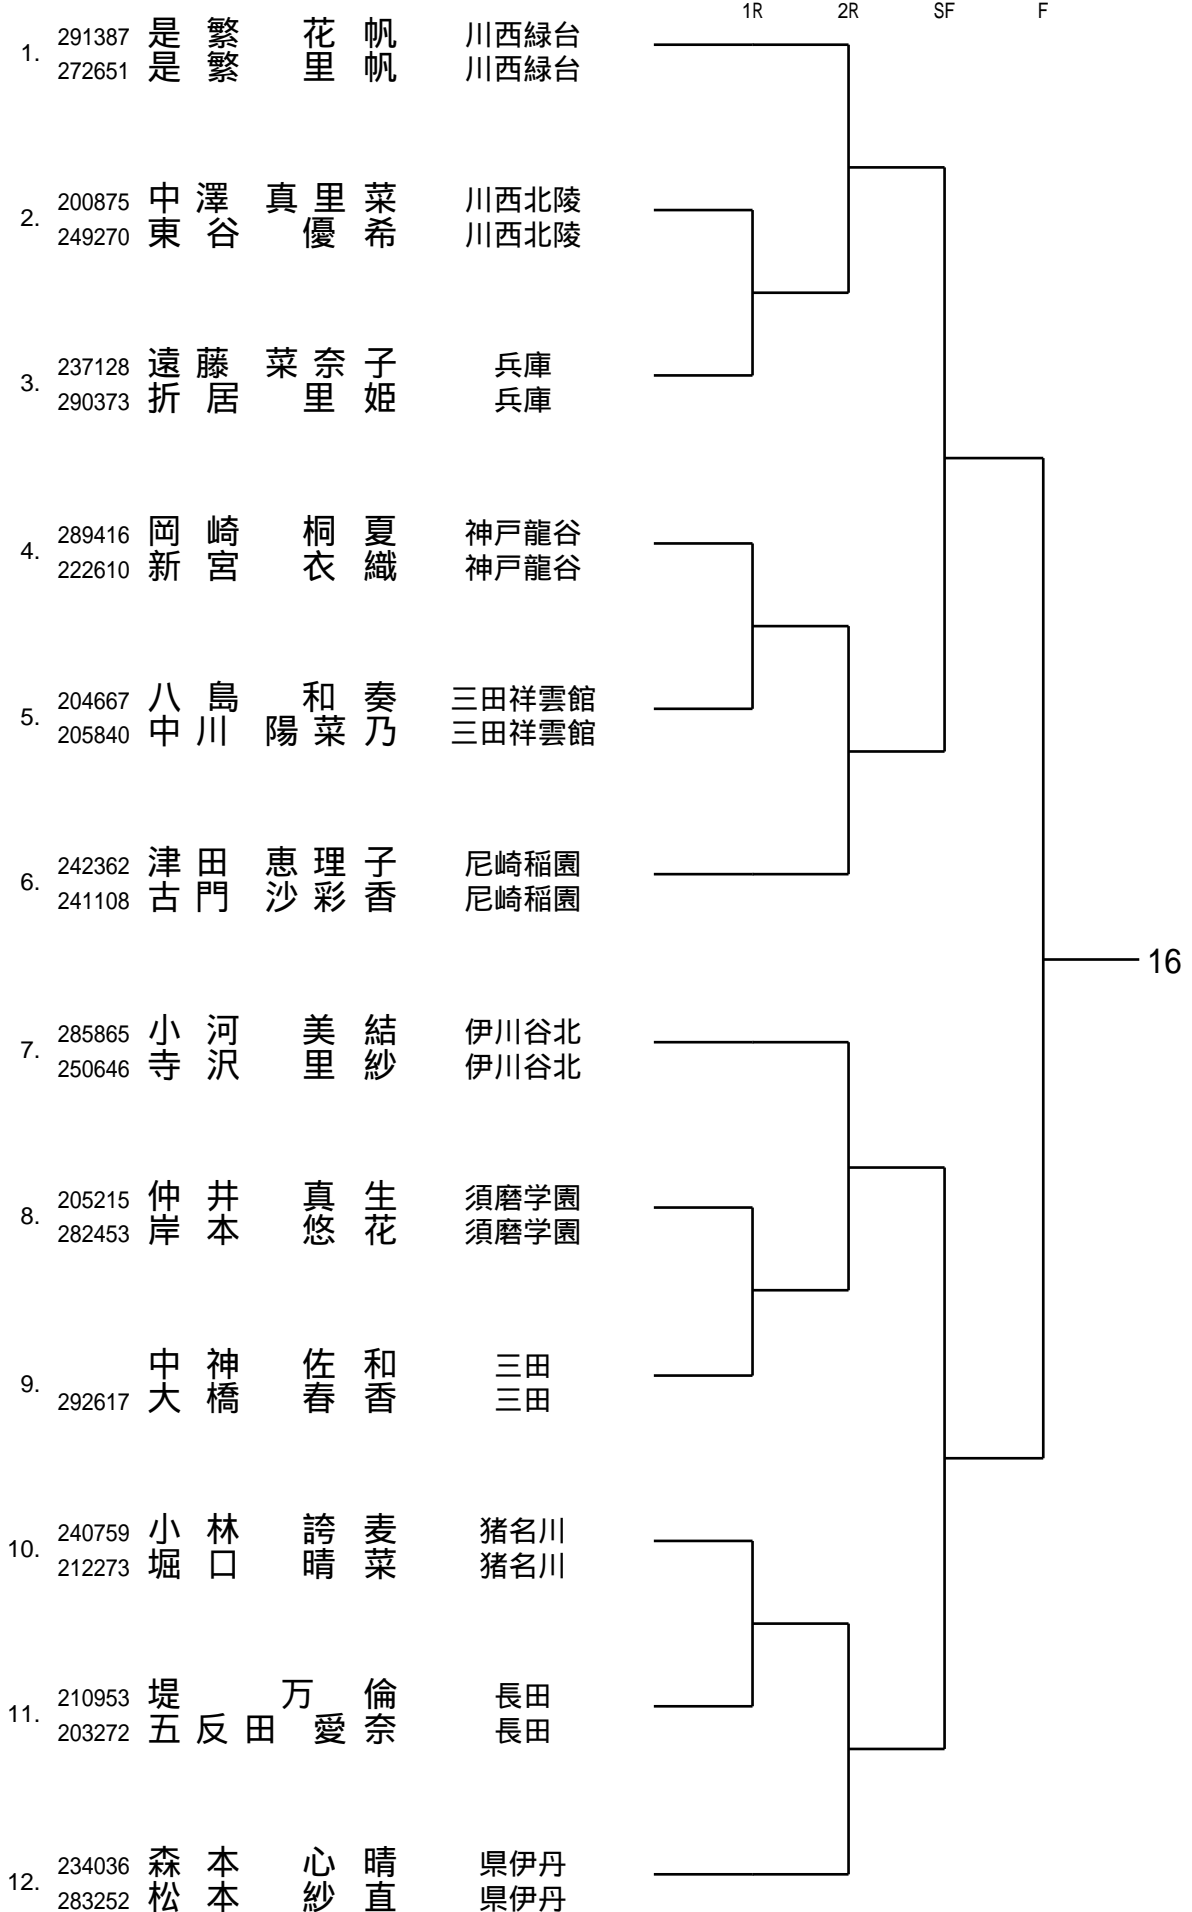 1R 2R SF F
1. 291387 是繁 花帆 川西緑台
272651 是繁 里帆 川西緑台
2. 200875 中澤 真里菜 川西北陵
249270 東谷 優希 川西北陵
3. 237128 遠藤 菜奈子 兵庫
290373 折居 里姫 兵庫
4. 289416 岡崎 桐夏 神戸龍谷
222610 新宮 衣織 神戸龍谷
5. 204667 八島 和奏 三田祥雲館
205840 中川 陽菜乃 三田祥雲館
6. 242362 津田 恵理子 尼崎稲園
241108 古門 沙彩香 尼崎稲園
16
7. 285865 小河 美結 伊川谷北
250646 寺沢 里紗 伊川谷北
8. 205215 仲井 真生 須磨学園
282453 岸本 悠花 須磨学園
9. 中神 佐和 三田
292617 大橋 春香 三田
10. 240759 小林 誇麦 猪名川
212273 堀口 晴菜 猪名川
11. 210953 堤 万倫 長田
203272 五反田 愛奈 長田
12. 234036 森本 心晴 県伊丹
283252 松本 紗直 県伊丹